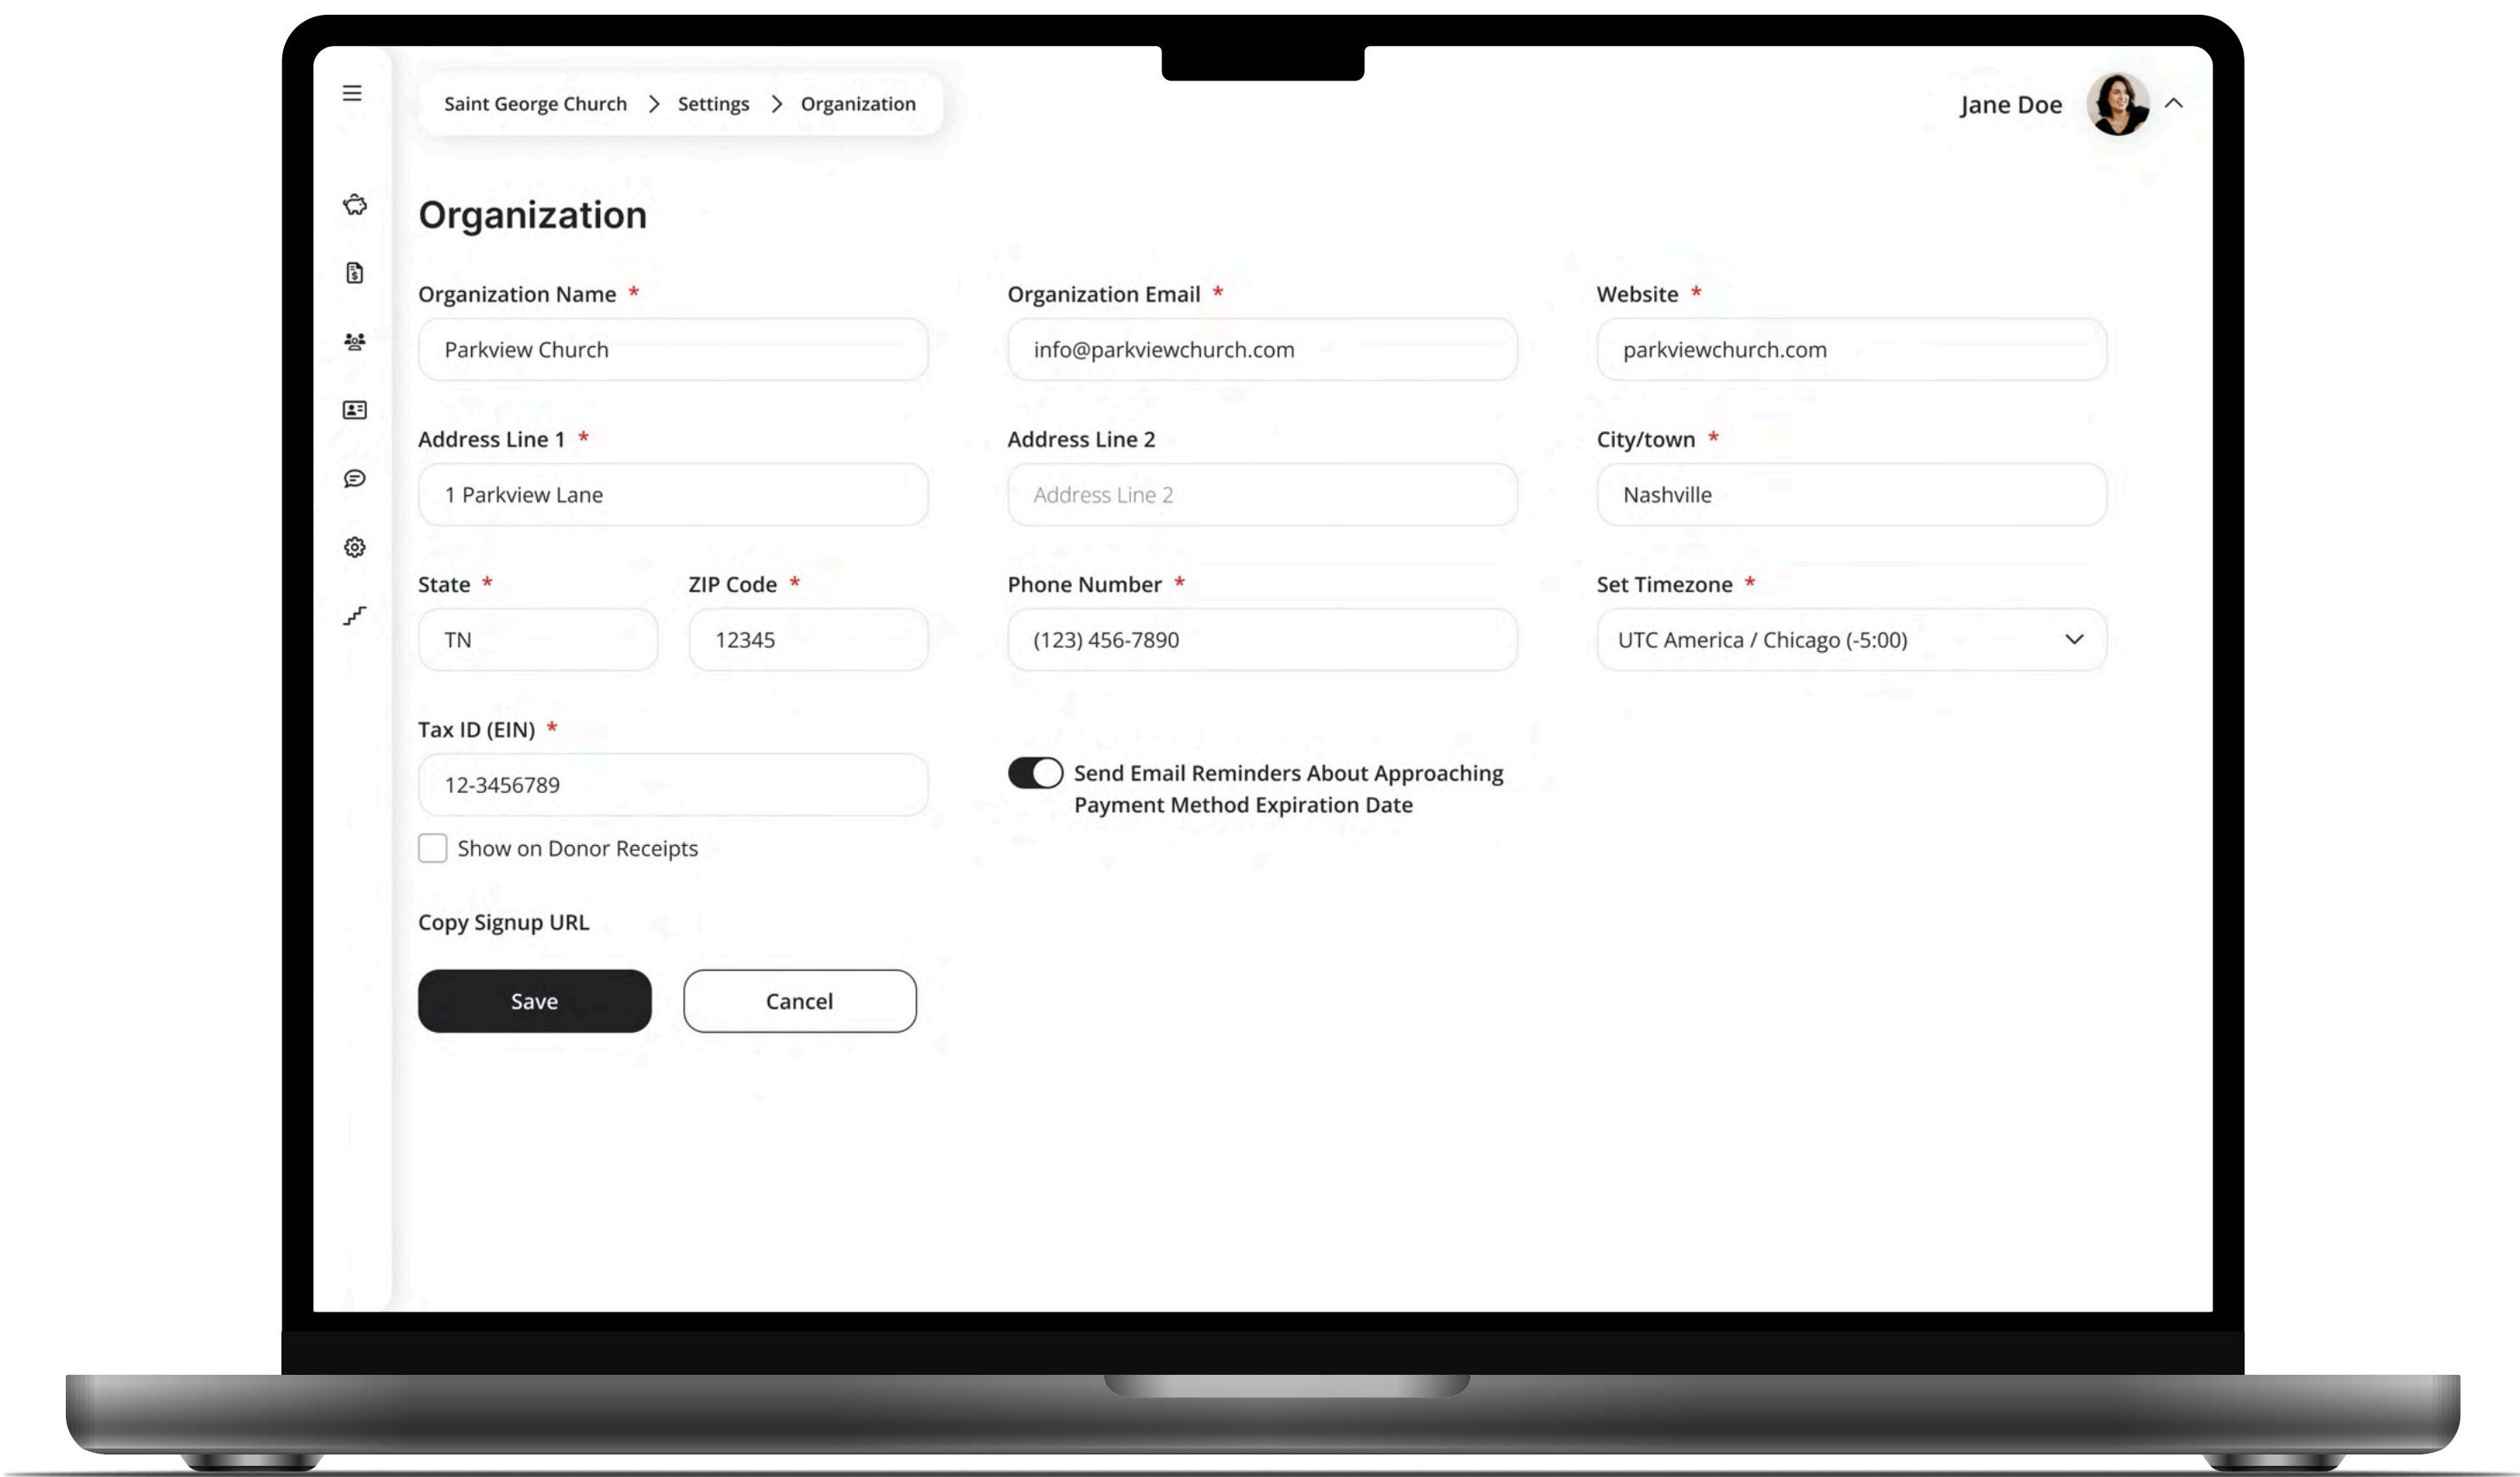 Saint George Church > Settings > Organization
Jane Doe
Organization
Organization Name *
Organization Email *
Website *
Parkview Church
info@parkviewchurch.com
parkviewchurch.com
Address Line 1 *
Address Line 2
City/town *
1 Parkview Lane
Address Line 2
Nashville
State *
ZIP Code *
Phone Number *
Set Timezone *
TN
12345
(123) 456-7890
UTC America / Chicago (-5:00)
Tax ID (EIN) *
12-3456789
Send Email Reminders About Approaching
Payment Method Expiration Date
Show on Donor Receipts
Copy Signup URL
Save
Cancel